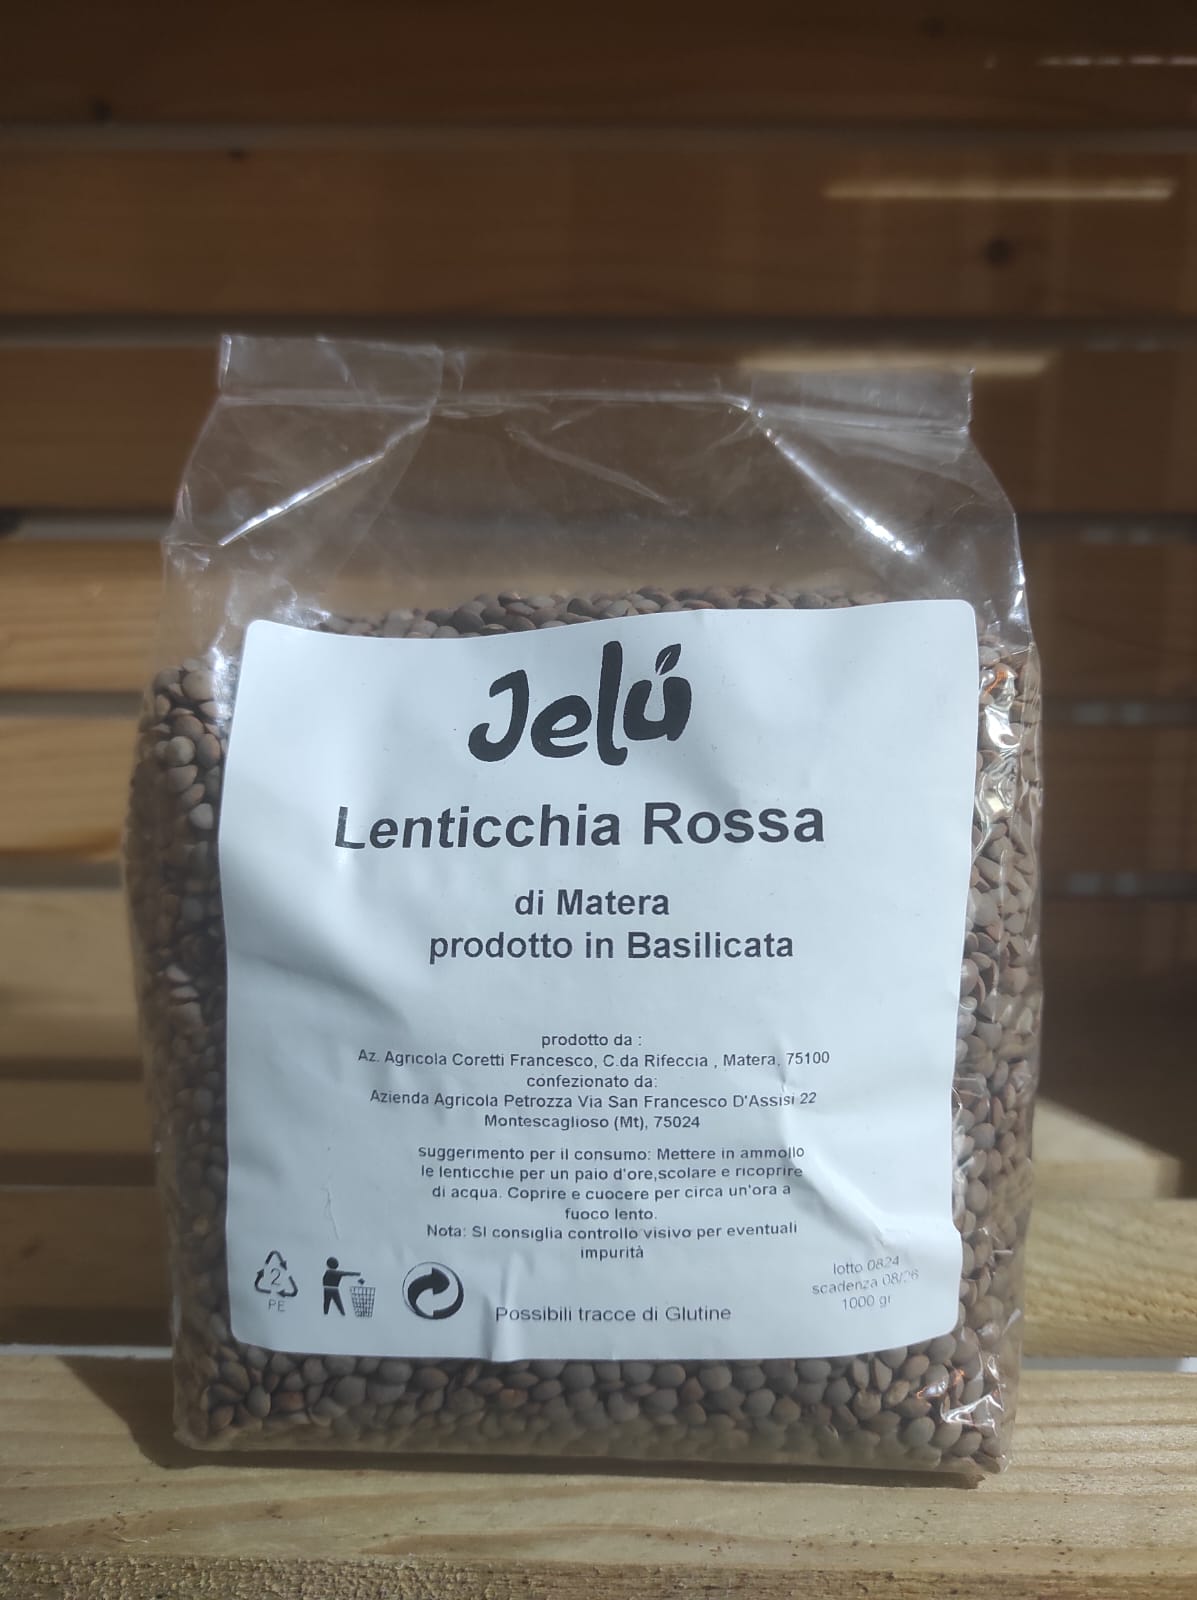 Jelú
Lenticchia Rossa
di Matera
prodotto in Basilicata
prodotto da :
Az. Agricola Coretti Francesco, C.da Rifeccia , Matera, 75100
confezionato da:
Azienda Agricola Petrozza Via San Francesco D'Assisi 22
Montescaglioso (Mt), 75024
suggerimento per il consumo: Mettere in ammollo
le lenticchie per un paio d'ore,scolare e ricoprire
di acqua. Coprire e cuocere per circa un'ora a
fuoco lento.
Nota: SI consiglia controllo visivo per eventuali
impurità
lotto 0824
scadenza 08/26
1000 gr
2
PE
Possibili tracce di Glutine